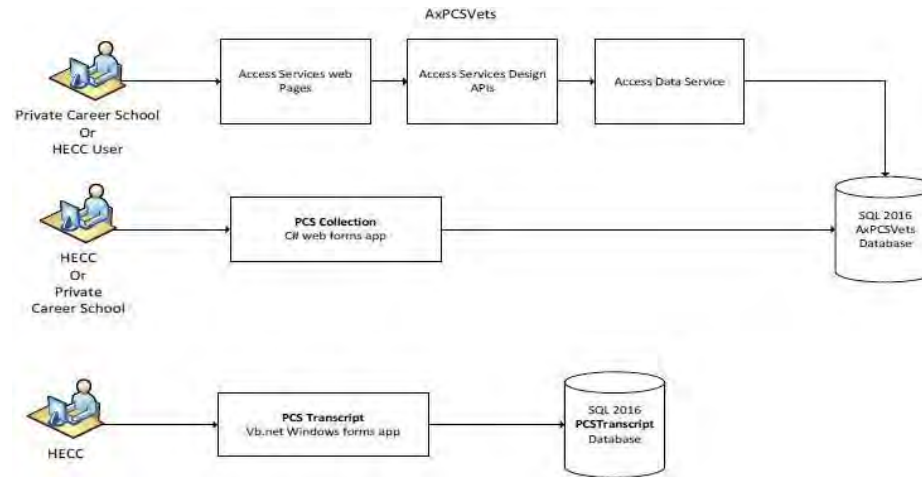 AxPCSVets
Private Career School
Or
HECC User
Access Services web
Pages
Access Services Design
APIs
Access Data Service
SQL 2016
AxPCSVets
Database
HECC
Or
Private
Career School
PCS Collection
C# web forms app
HECC
PCS Transcript
Vb.net Windows forms app
SQL 2016
PCSTranscript
Database